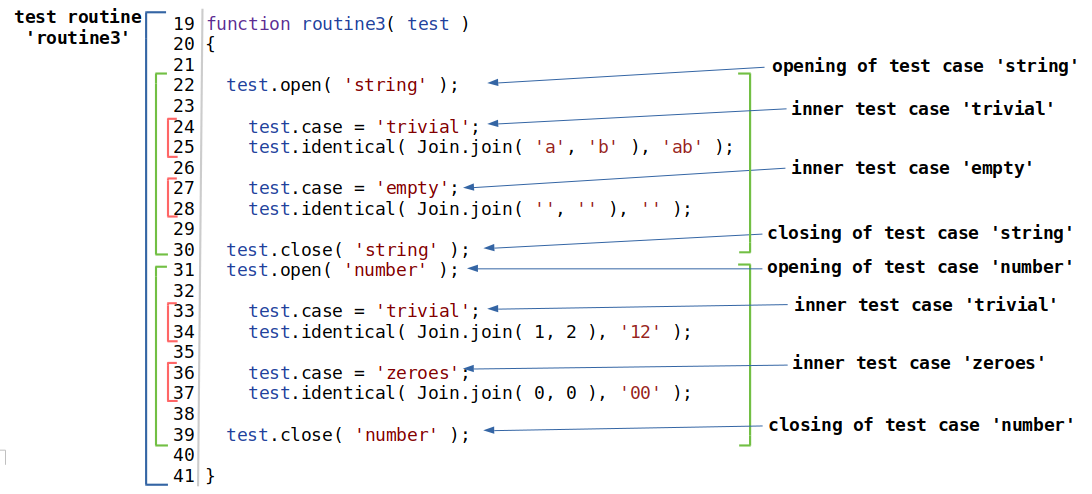 test routine
'routine3'
19 function routine3( test )
20 {
21
22 test.open( 'string' ); opening of test case 'string'
23
24 test.case = 'trivial'; inner test case 'trivial'
25 test.identical( Join.join( 'a', 'b' ), 'ab' );
26
27 test.case = 'empty'; inner test case 'empty'
28 test.identical( Join.join( '', '' ), '' );
29
30 test.close( 'string' ); closing of test case 'string'
31 test.open( 'number' ); opening of test case 'number'
32
33 test.case = 'trivial'; inner test case 'trivial'
34 test.identical( Join.join( 1, 2 ), '12' );
35
36 test.case = 'zeroes'; inner test case 'zeroes'
37 test.identical( Join.join( 0, 0 ), '00' );
38
39 test.close( 'number' ); closing of test case 'number'
40
41 }